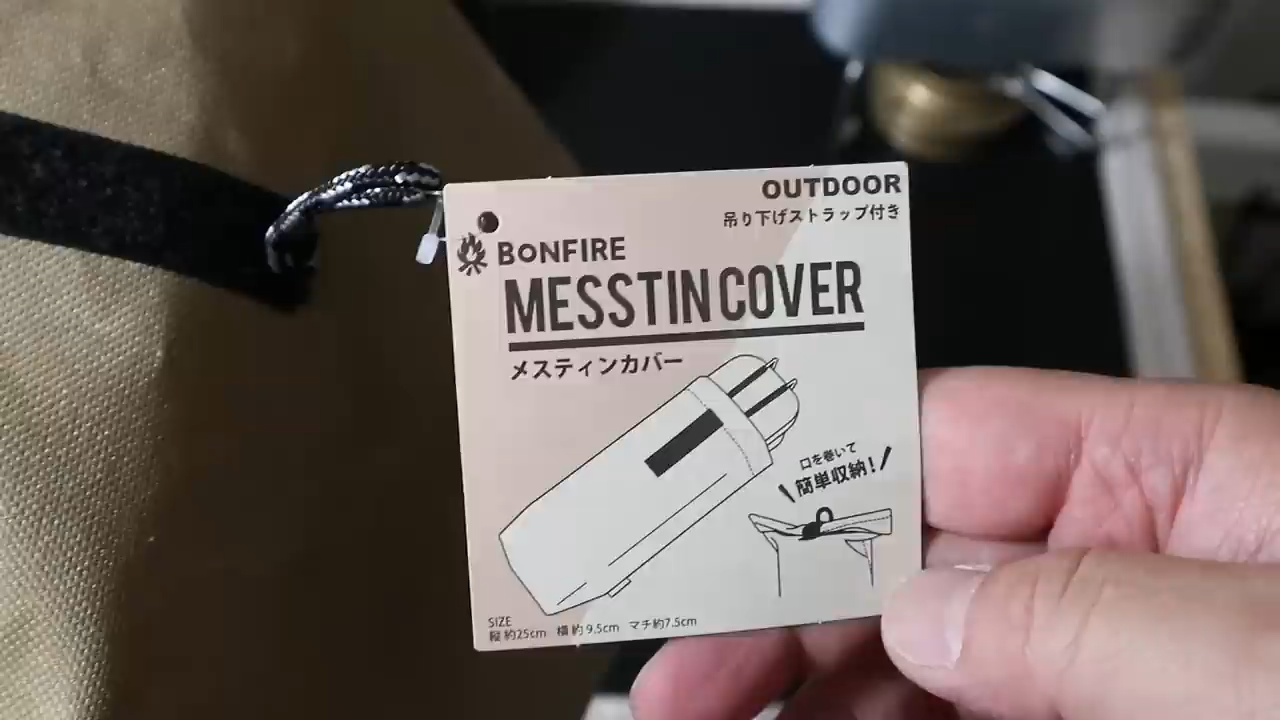 OUTDOOR
吊り下げストラップ付き
BONFIRE
MESSTIN COVER
メスティンカバー
口を巻いて
簡単収納!
SIZE
縦 約25cm 横 約9.5cm マチ約7.5cm